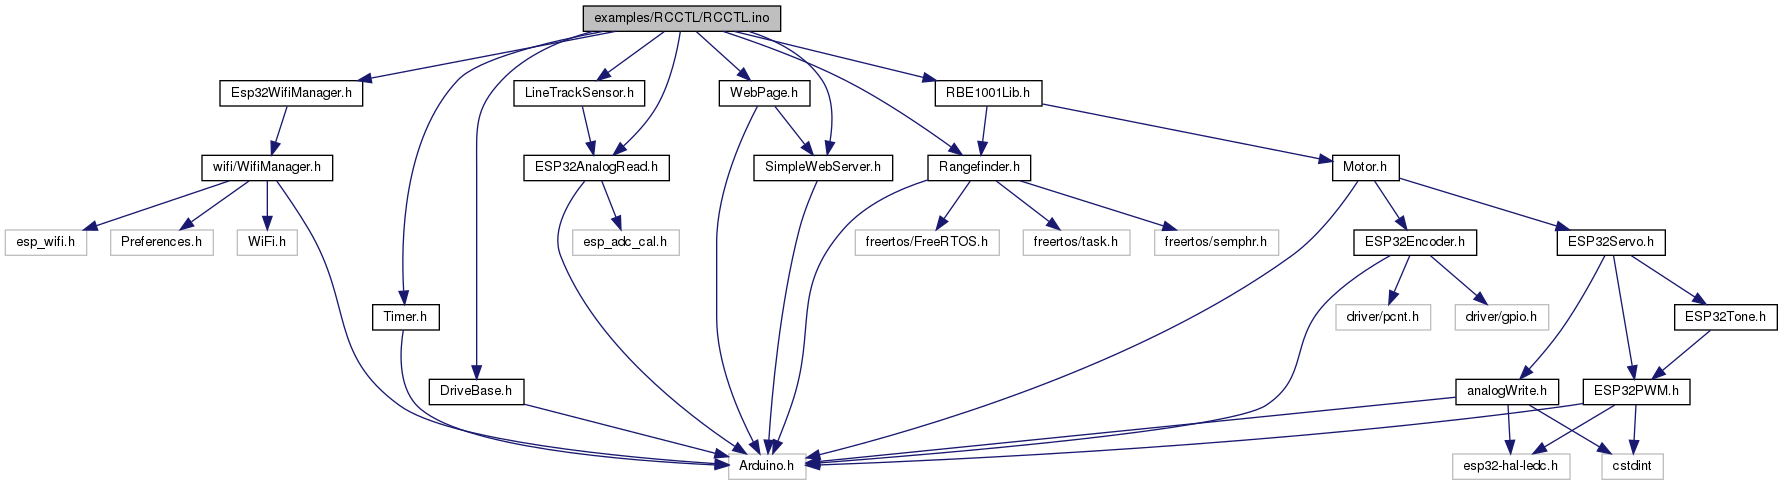 examples/RCCTL/RCCTL.ino
Esp32WifiManager.h
LineTrackSensor.h
WebPage.h
RBE1001Lib.h
wifi/WifiManager.h
ESP32AnalogRead.h
SimpleWebServer.h
Rangefinder.h
Motor.h
esp_wifi.h
Preferences.h
WiFi.h
esp_adc_cal.h
freertos/FreeRTOS.h
freertos/task.h
freertos/semphr.h
ESP32Encoder.h
ESP32Servo.h
Timer.h
driver/pcnt.h
driver/gpio.h
ESP32Tone.h
DriveBase.h
analogWrite.h
ESP32PWM.h
Arduino.h
esp32-hal-ledc.h
cstdint